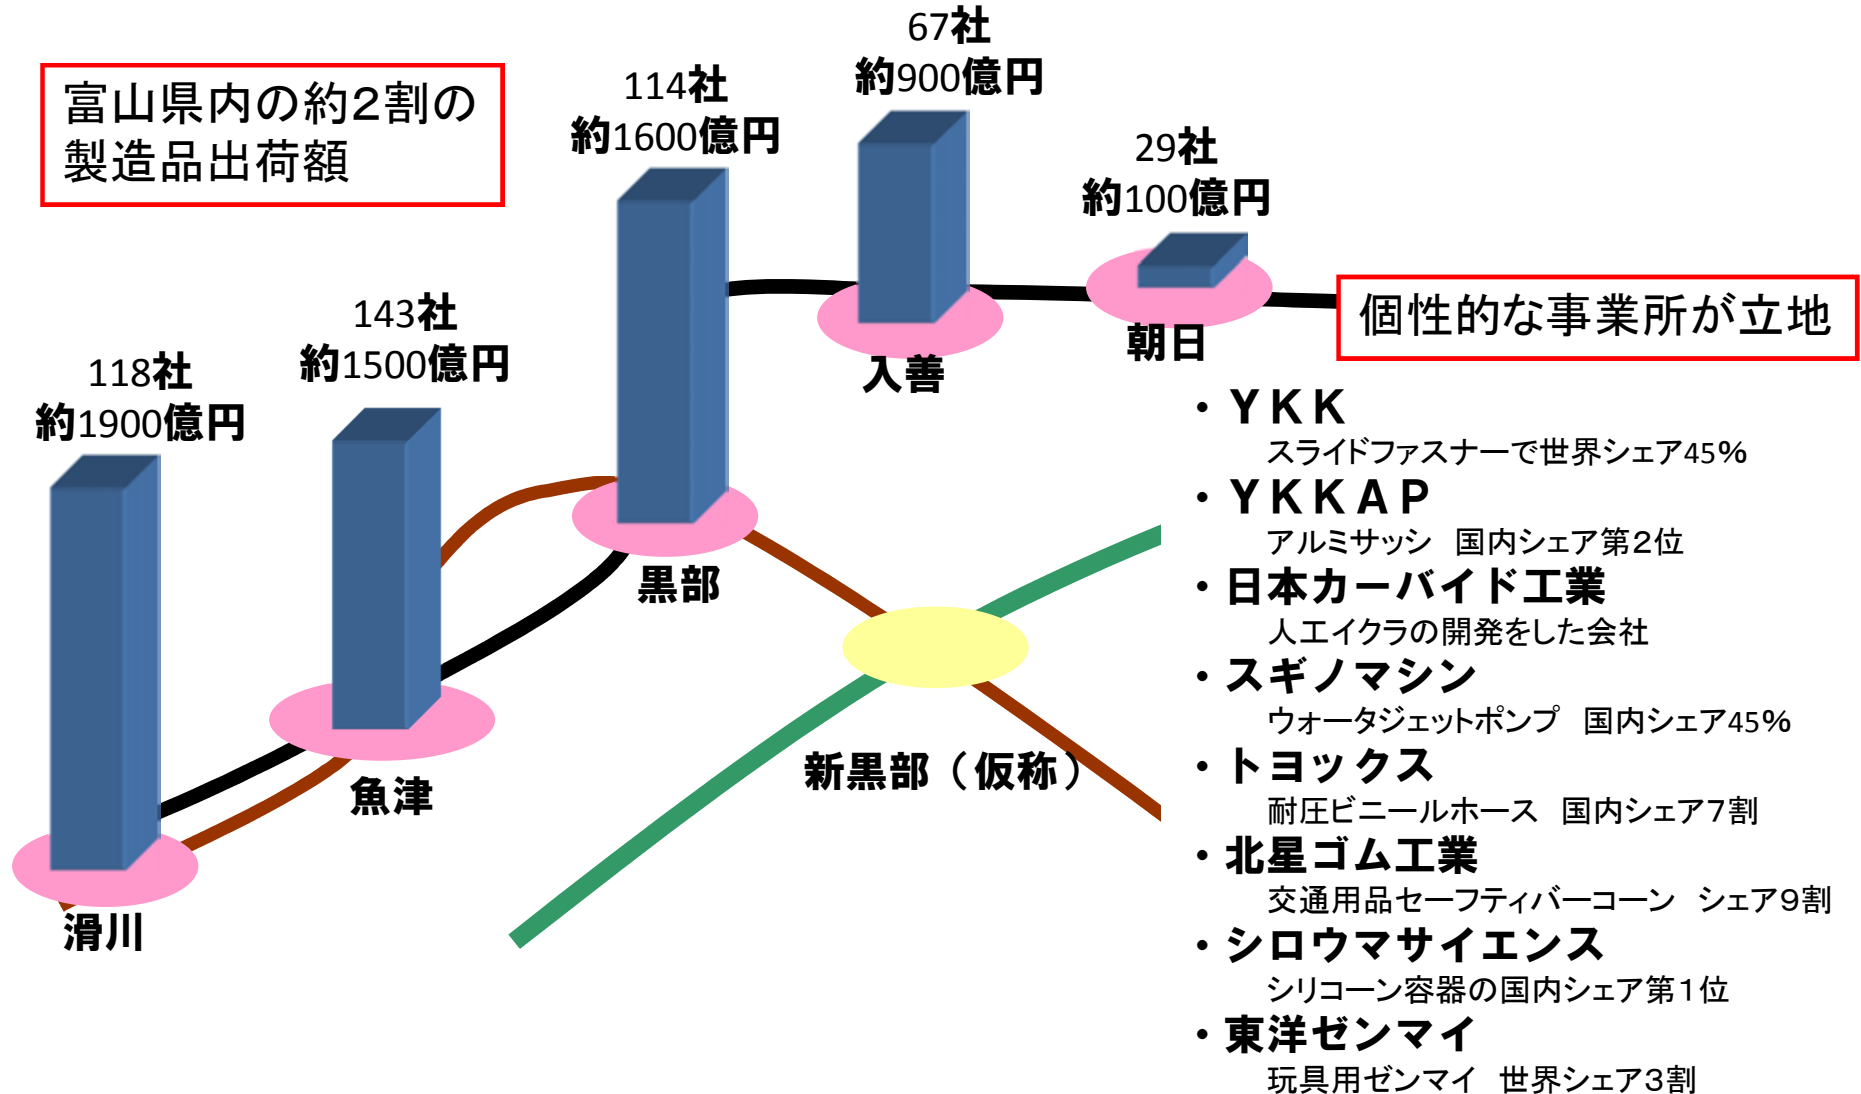 富山県内の約２割の
製造品出荷額
118社
約1900億円
滑川
143社
約1500億円
魚津
114社
約1600億円
黒部
67社
約900億円
入善
29社
約100億円
朝日
新黒部（仮称）
個性的な事業所が立地
・ＹＫＫ
スライドファスナーで世界シェア45%
・ＹＫＫＡＰ
アルミサッシ　国内シェア第２位
・日本カーバイド工業
人工イクラの開発をした会社
・スギノマシン
ウォータジェットポンプ　国内シェア45%
・トヨックス
耐圧ビニールホース　国内シェア７割
・北星ゴム工業
交通用品セーフティバーコーン　シェア９割
・シロウマサイエンス
シリコーン容器の国内シェア第１位
・東洋ゼンマイ
玩具用ゼンマイ　世界シェア３割